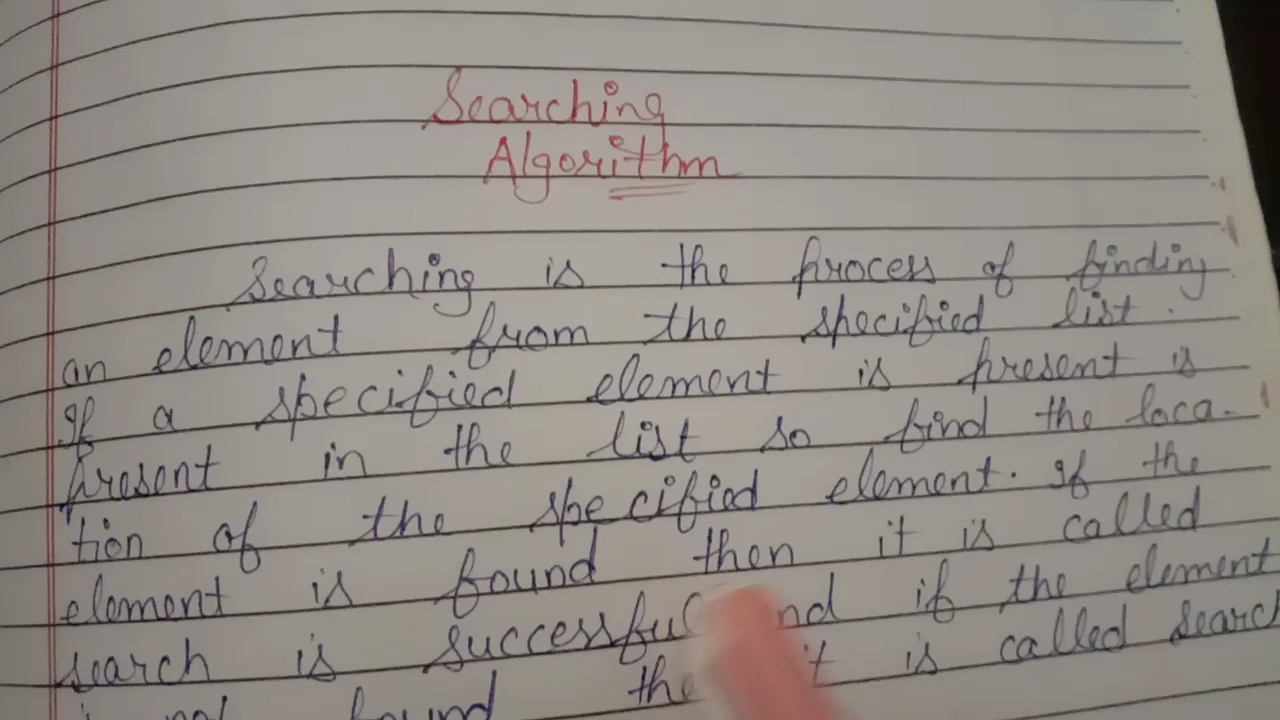 Searching
Algorithm
Searching is the process of finding
an element from the specified list.
If a specified element is present is
present in the list so find the loca-
tion of the specified element. If the
element is found then it is called
search is successful and if the element
found it is called search